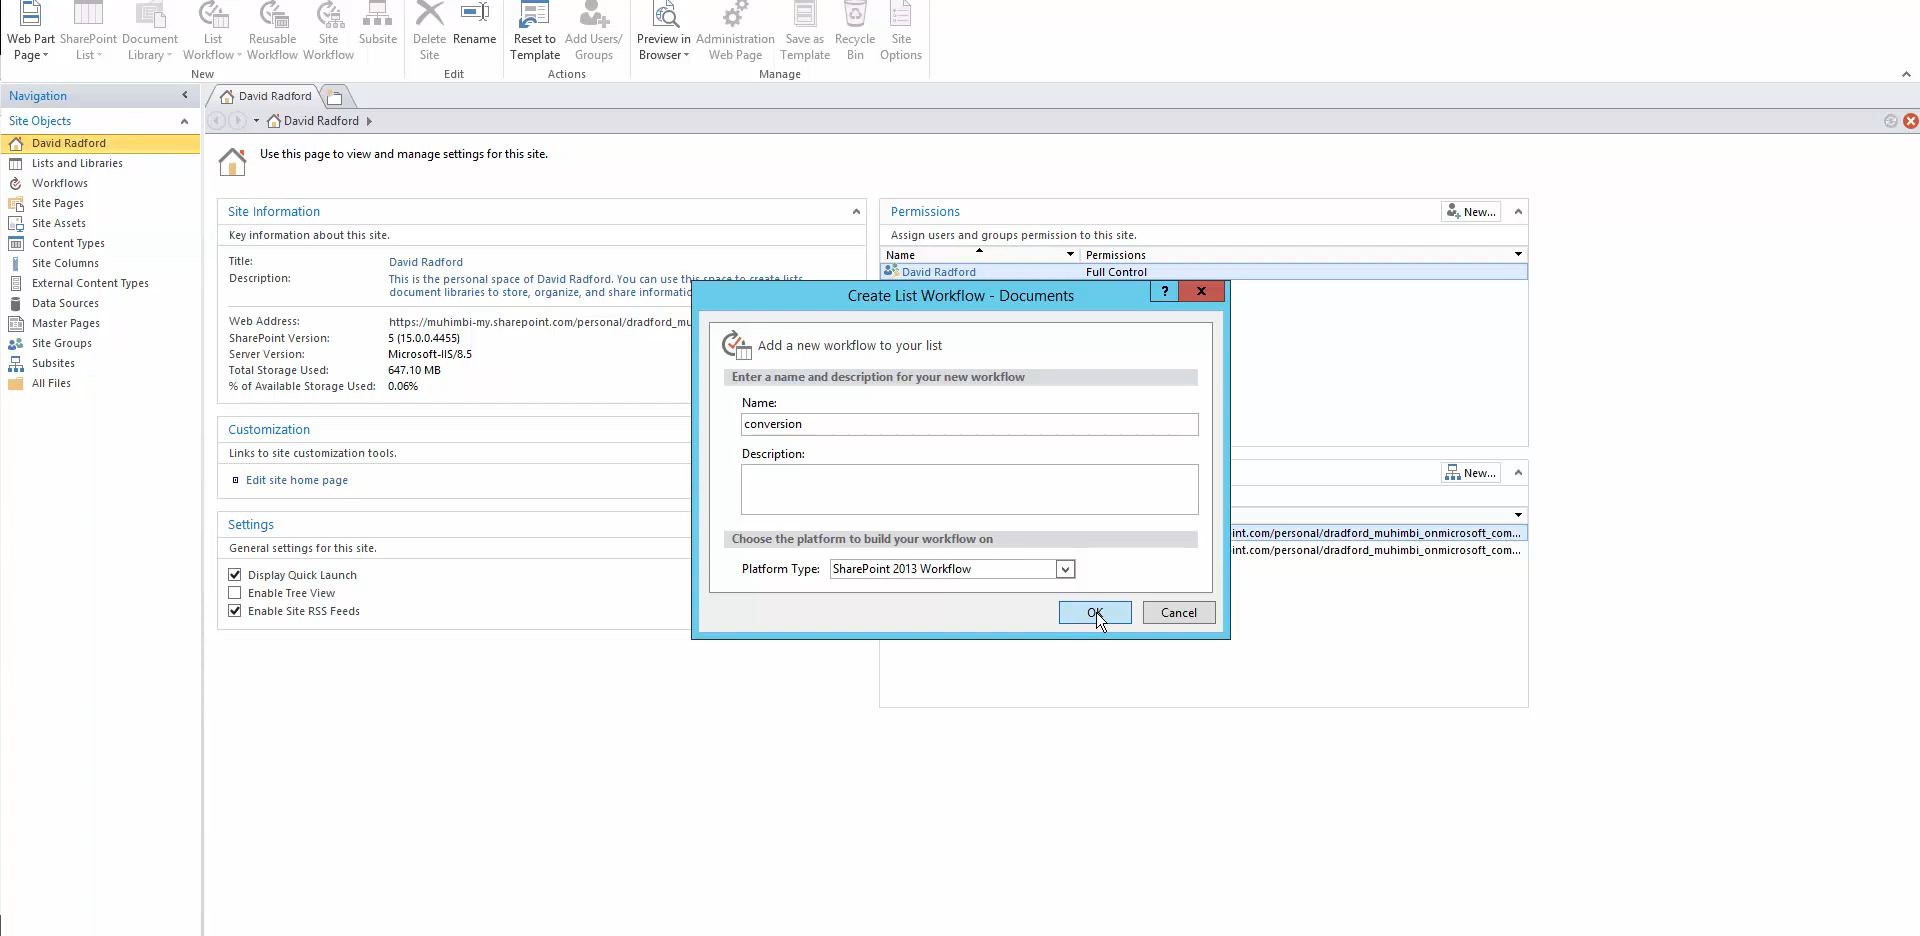 Web Part Page
SharePoint List
Document Library
List Workflow
Reusable Workflow
Site Workflow
Subsite
New
Delete Site
Rename
Edit
Reset to Template
Add Users/ Groups
Actions
Preview in Browser
Administration Web Page
Save as Template
Recycle Bin
Site Options
Manage
Navigation
Site Objects
David Radford
Lists and Libraries
Workflows
Site Pages
Site Assets
Content Types
Site Columns
External Content Types
Data Sources
Master Pages
Site Groups
Subsites
All Files
David Radford
David Radford
Use this page to view and manage settings for this site.
Site Information
Key information about this site.
Title: David Radford
Description: This is the personal space of David Radford. You can use this space to create lists,
document libraries to store, organize, and share informatio
Web Address: https://muhimbi-my.sharepoint.com/personal/dradford_mu
SharePoint Version: 5 (15.0.0.4455)
Server Version: Microsoft-IIS/8.5
Total Storage Used: 647.10 MB
% of Available Storage Used: 0.06%
Customization
Links to site customization tools.
Edit site home page
Settings
General settings for this site.
Display Quick Launch
Enable Tree View
Enable Site RSS Feeds
Permissions
New...
Assign users and groups permission to this site.
Name Permissions
David Radford Full Control
New...
int.com/personal/dradford_muhimbi_onmicrosoft_com...
int.com/personal/dradford_muhimbi_onmicrosoft_com...
Create List Workflow - Documents
?
x
Add a new workflow to your list
Enter a name and description for your new workflow
Name:
conversion
Description:
Choose the platform to build your workflow on
Platform Type: SharePoint 2013 Workflow
OK
Cancel